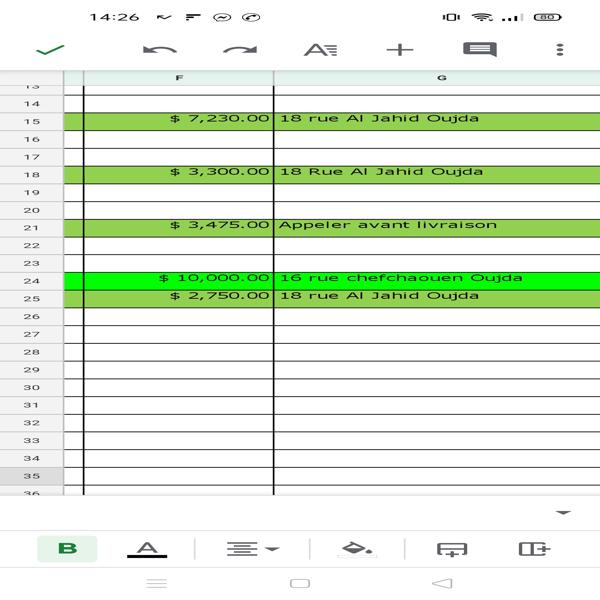 14:26 80
F G
13
14
15 $ 7,230.00 18 rue Al Jahid Oujda
16
17
18 $ 3,300.00 18 Rue Al Jahid Oujda
19
20
21 $ 3,475.00 Appeler avant livraison
22
23
24 $ 10,000.00 16 rue chefchaouen Oujda
25 $ 2,750.00 18 rue Al Jahid Oujda
26
27
28
29
30
31
32
33
34
35
36
B A